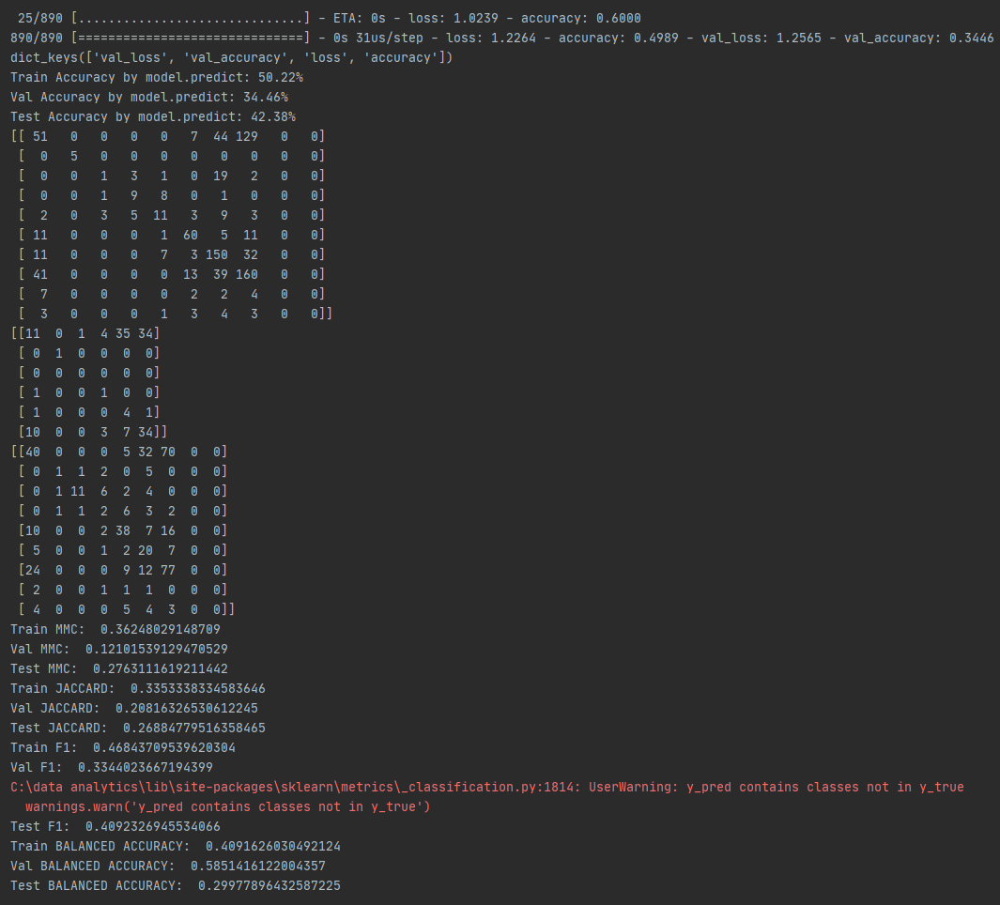 25/890 [..............................] - ETA: 0s - loss: 1.0239 - accuracy: 0.6000
890/890 [==============================] - 0s 31us/step - loss: 1.2264 - accuracy: 0.4989 - val_loss: 1.2565 - val_accuracy: 0.3446
dict_keys(['val_loss', 'val_accuracy', 'loss', 'accuracy'])
Train Accuracy by model.predict: 50.22%
Val Accuracy by model.predict: 34.46%
Test Accuracy by model.predict: 42.38%
[[ 51   0   0   0   0   7  44 129   0   0]
 [  0   5   0   0   0   0   0   0   0   0]
 [  0   0   1   3   1   0  19   2   0   0]
 [  0   0   1   9   8   0   1   0   0   0]
 [  2   0   3   5  11   3   9   3   0   0]
 [ 11   0   0   0   1  60   5  11   0   0]
 [ 11   0   0   0   7   3 150  32   0   0]
 [ 41   0   0   0   0  13  39 160   0   0]
 [  7   0   0   0   0   2   2   4   0   0]
 [  3   0   0   0   1   3   4   3   0   0]]
[[11  0  1  4 35 34]
 [ 0  1  0  0  0  0]
 [ 0  0  0  0  0  0]
 [ 1  0  0  1  0  0]
 [ 1  0  0  0  4  1]
 [10  0  0  3  7 34]]
[[40  0  0  0  5 32 70  0  0]
 [ 0  1  1  2  0  5  0  0  0]
 [ 0  1 11  6  2  4  0  0  0]
 [ 0  1  1  2  6  3  2  0  0]
 [10  0  0  2 38  7 16  0  0]
 [ 5  0  0  1  2 20  7  0  0]
 [24  0  0  0  9 12 77  0  0]
 [ 2  0  0  1  1  1  0  0  0]
 [ 4  0  0  0  5  4  3  0  0]]
Train MMC:  0.36248029148709
Val MMC:  0.12101539129470529
Test MMC:  0.2763111619211442
Train JACCARD:  0.3353338334583646
Val JACCARD:  0.20816326530612245
Test JACCARD:  0.26884779516358465
Train F1:  0.46843709539620304
Val F1:  0.3344023667194399
C:\data analytics\lib\site-packages\sklearn\metrics\_classification.py:1814: UserWarning: y_pred contains classes not in y_true
  warnings.warn('y_pred contains classes not in y_true')
Test F1:  0.4092326945534066
Train BALANCED ACCURACY:  0.4091626030492124
Val BALANCED ACCURACY:  0.5851416122004357
Test BALANCED ACCURACY:  0.29977896432587225